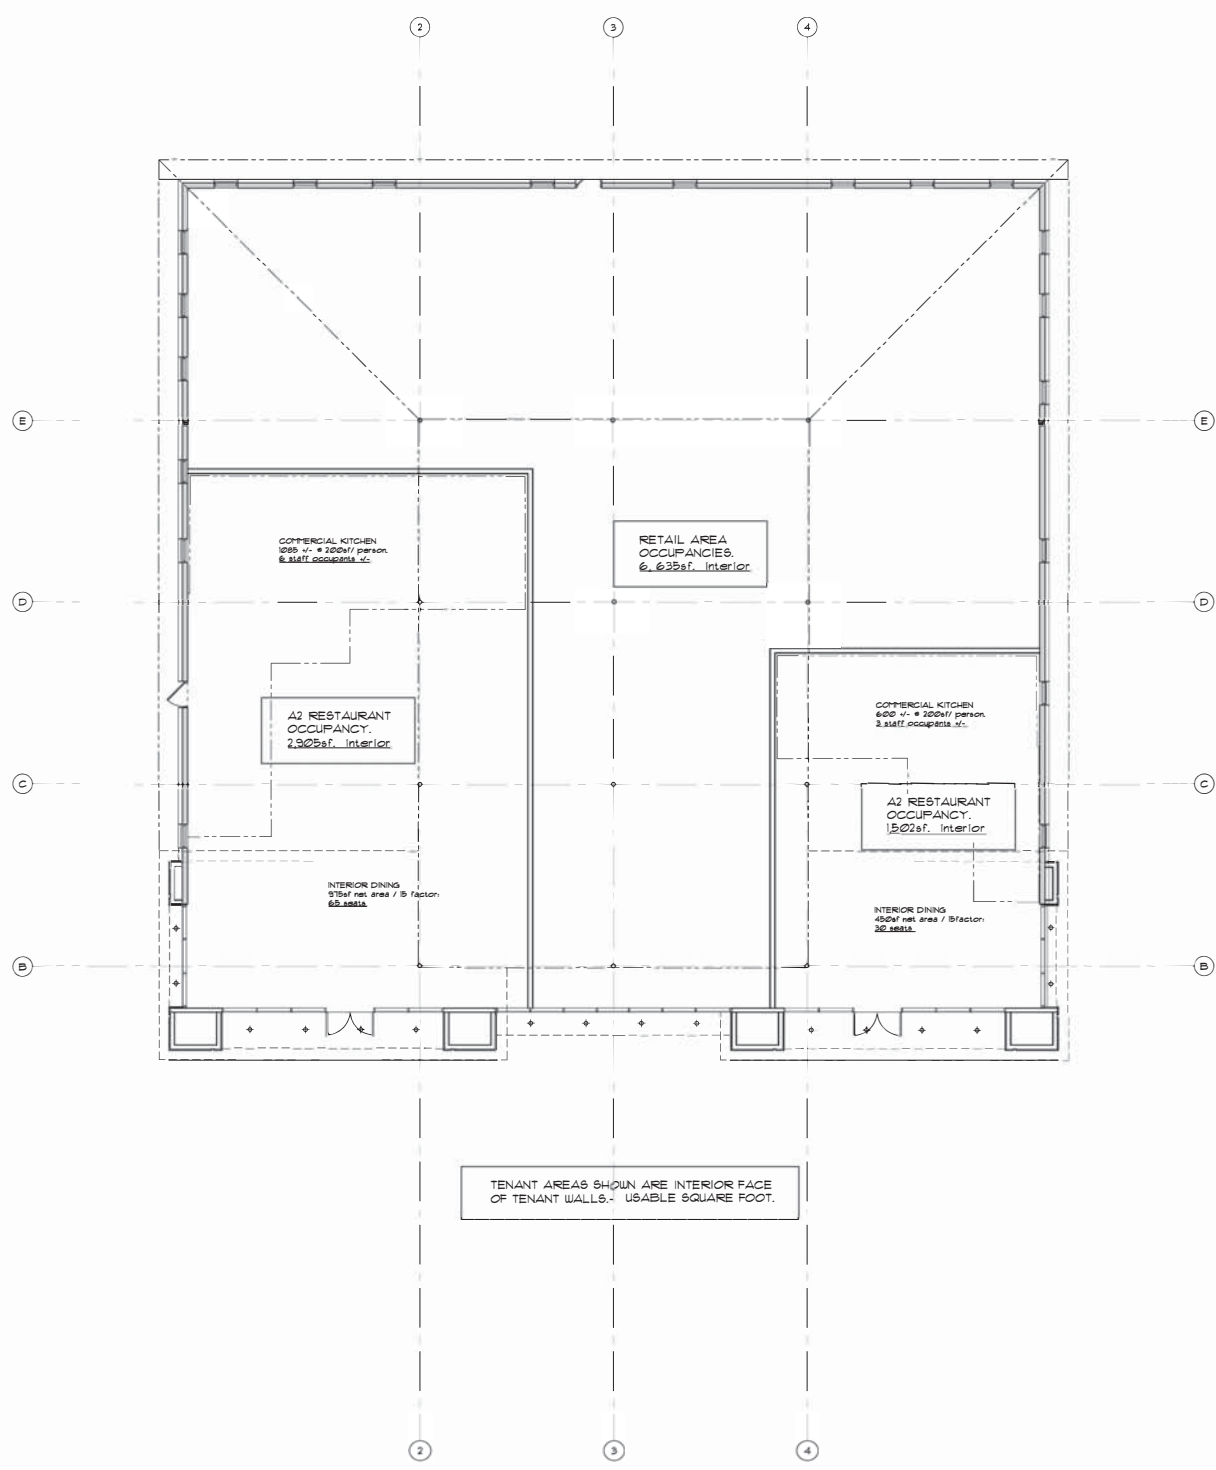 2 3 4
E E
COMMERCIAL KITCHEN
1085 +/- @ 200sf/ person.
6 staff occupants +/-
RETAIL AREA
OCCUPANCIES.
6,635sf. Interior
D D
A2 RESTAURANT
OCCUPANCY.
2,905sf. Interior
COMMERCIAL KITCHEN
600 +/- @ 200sf/ person.
3 staff occupants +/-
C C
A2 RESTAURANT
OCCUPANCY.
1,502sf. Interior
INTERIOR DINING
975sf net area / 15 factor:
65 seats
INTERIOR DINING
450sf net area / 15factor:
30 seats
B B
TENANT AREAS SHOWN ARE INTERIOR FACE
OF TENANT WALLS.- USABLE SQUARE FOOT.
2 3 4